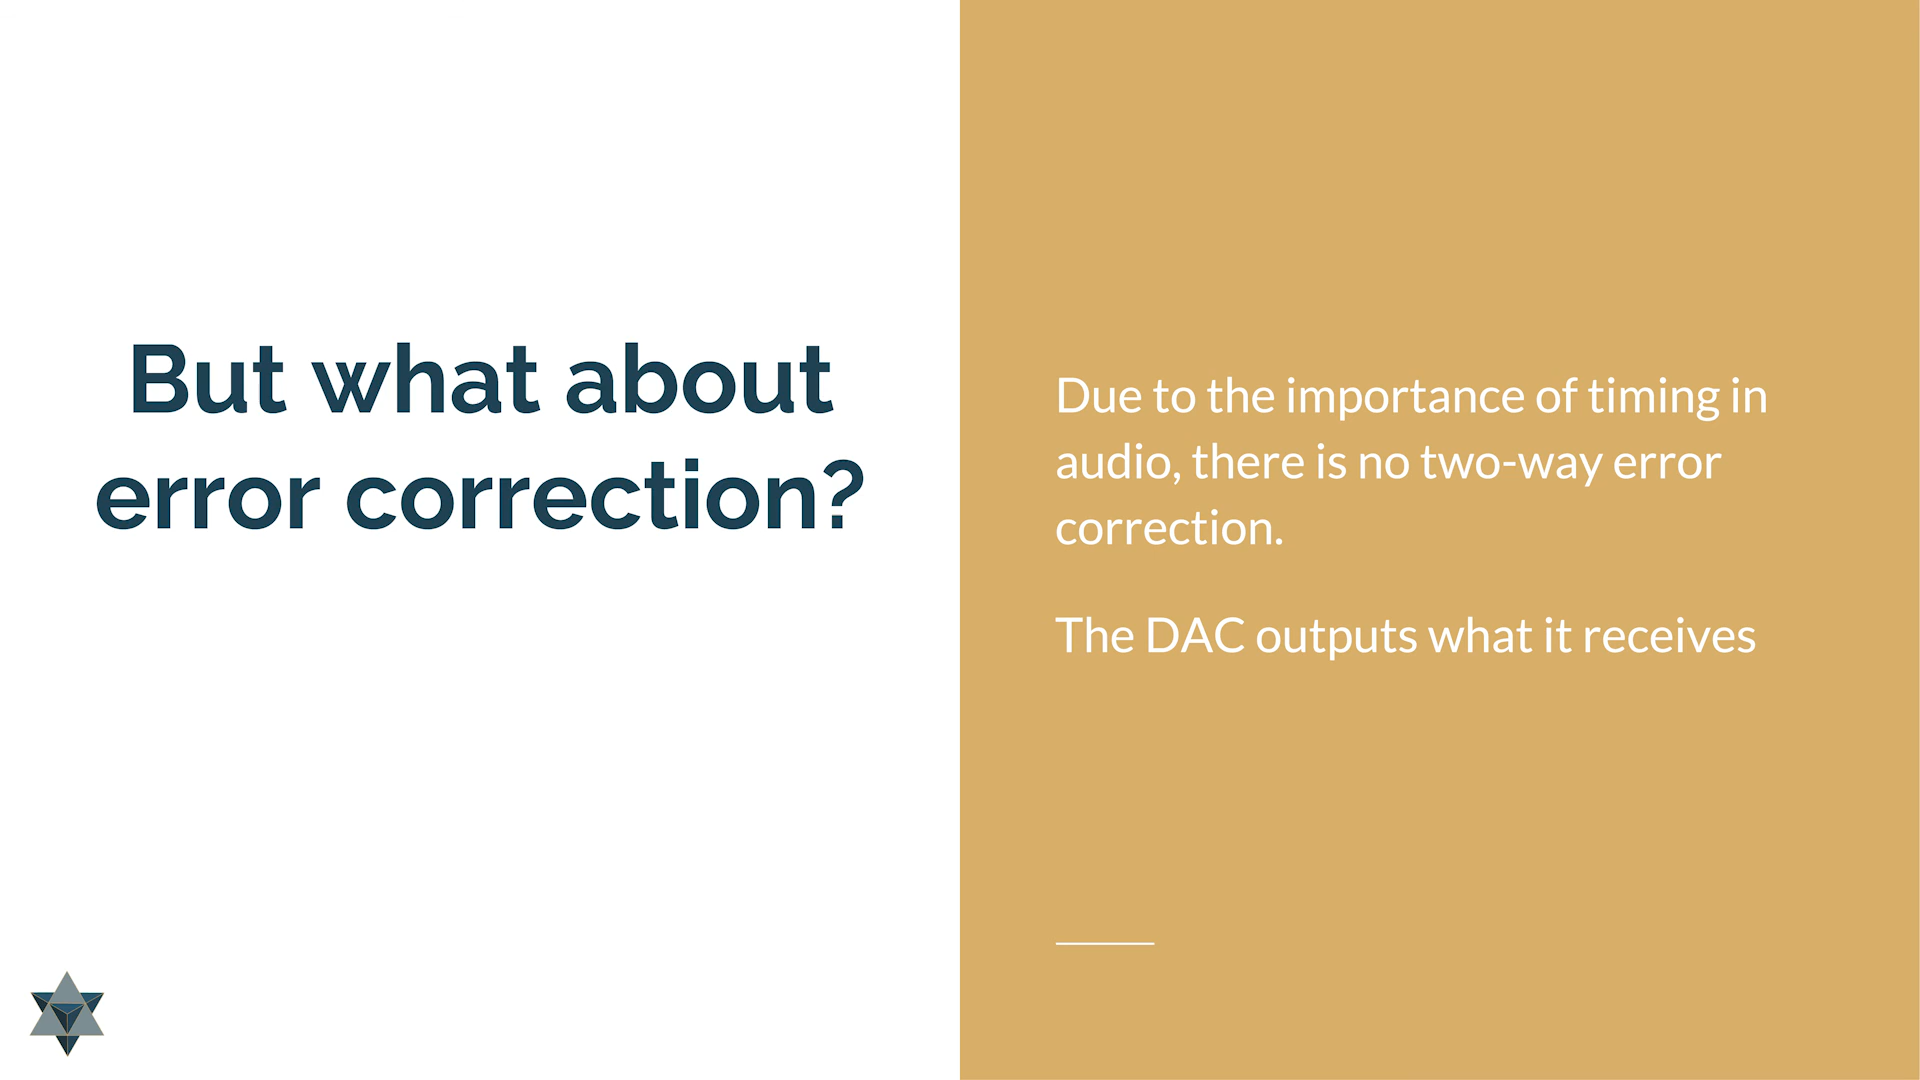 But what about
error correction?
Due to the importance of timing in
audio, there is no two-way error
correction.
The DAC outputs what it receives